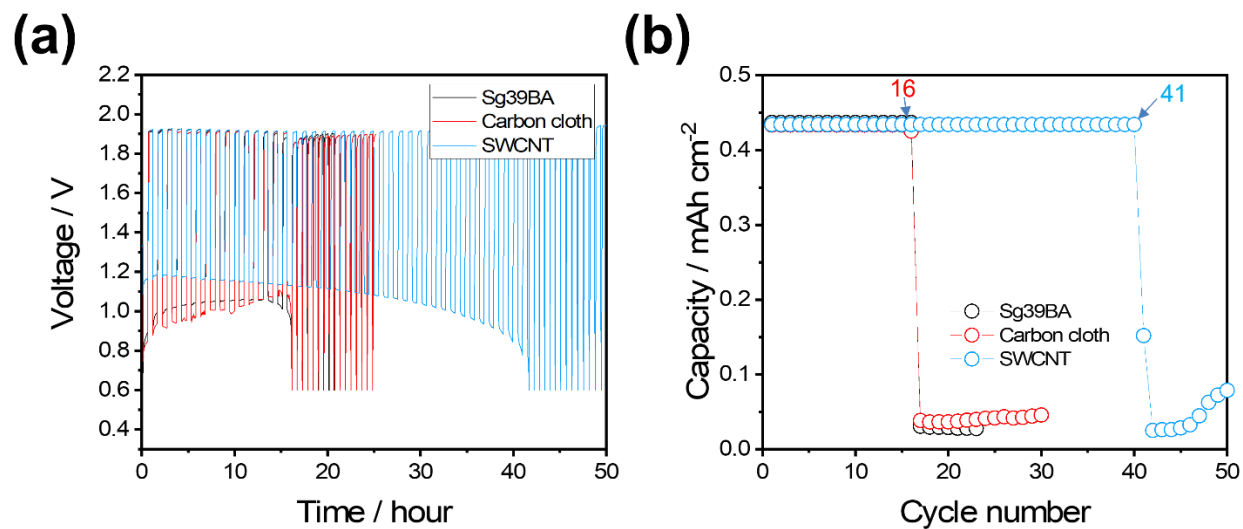 (a)
Voltage / V
2.2
2.0
1.8
1.6
1.4
1.2
1.0
0.8
0.6
0.4
Sg39BA
Carbon cloth
SWCNT
0 10 20 30 40 50
Time / hour
(b)
Capacity / mAh cm⁻²
0.5
0.4
0.3
0.2
0.1
0.0
16
41
Sg39BA
Carbon cloth
SWCNT
0 10 20 30 40 50
Cycle number